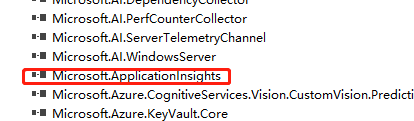 Microsoft.AI.DependencyCollector
Microsoft.AI.PerfCounterCollector
Microsoft.AI.ServerTelemetryChannel
Microsoft.AI.WindowsServer
Microsoft.ApplicationInsights
Microsoft.Azure.CognitiveServices.Vision.CustomVision.Predicti
Microsoft.Azure.KeyVault.Core